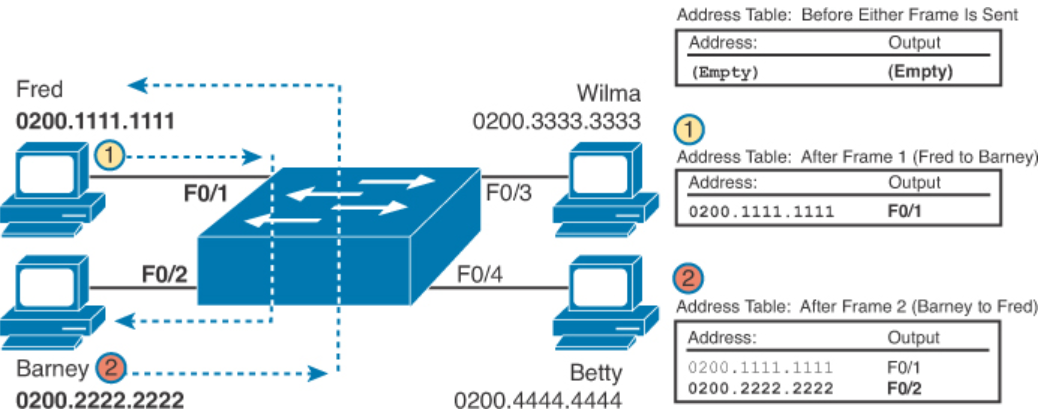 Fred
0200.1111.1111
1
F0/1
F0/2
Barney 2
0200.2222.2222
Wilma
0200.3333.3333
F0/3
F0/4
Betty
0200.4444.4444
Address Table: Before Either Frame Is Sent
Address: Output
(Empty) (Empty)
1
Address Table: After Frame 1 (Fred to Barney)
Address: Output
0200.1111.1111 F0/1
2
Address Table: After Frame 2 (Barney to Fred)
Address: Output
0200.1111.1111 F0/1
0200.2222.2222 F0/2